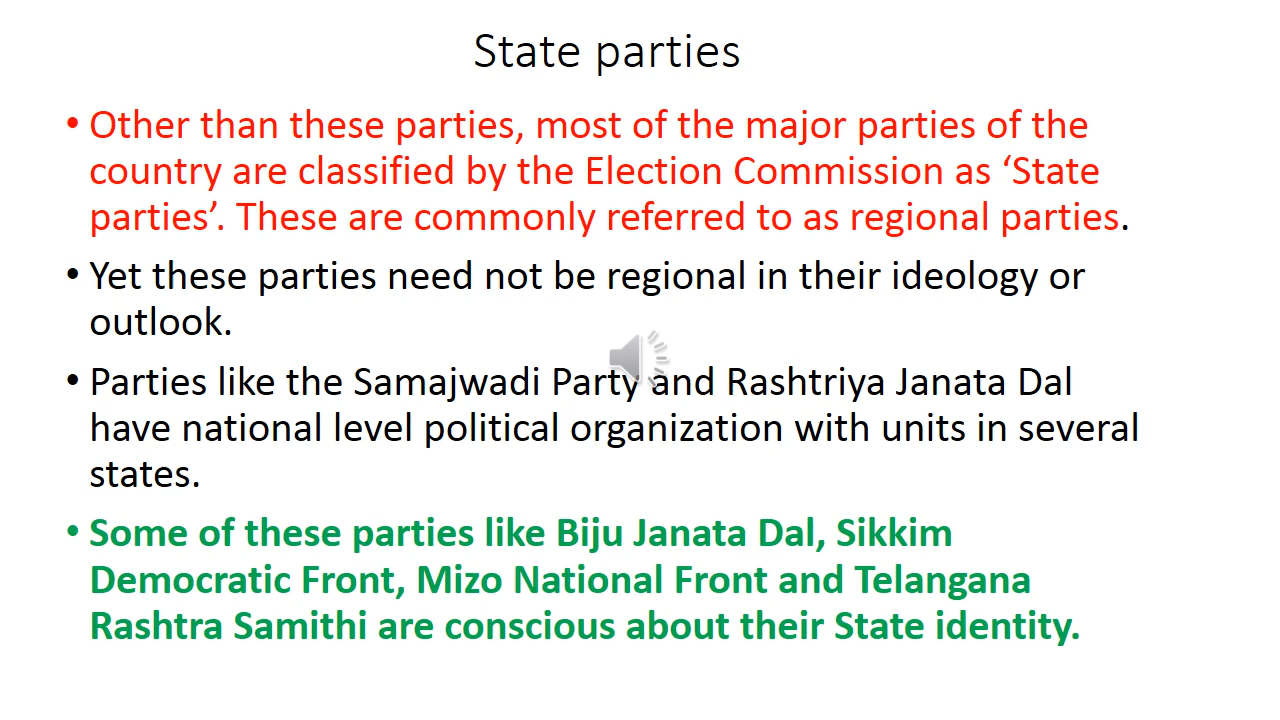 State parties
• Other than these parties, most of the major parties of the
country are classified by the Election Commission as ‘State
parties’. These are commonly referred to as regional parties.
• Yet these parties need not be regional in their ideology or
outlook.
• Parties like the Samajwadi Party and Rashtriya Janata Dal
have national level political organization with units in several
states.
• Some of these parties like Biju Janata Dal, Sikkim
Democratic Front, Mizo National Front and Telangana
Rashtra Samithi are conscious about their State identity.